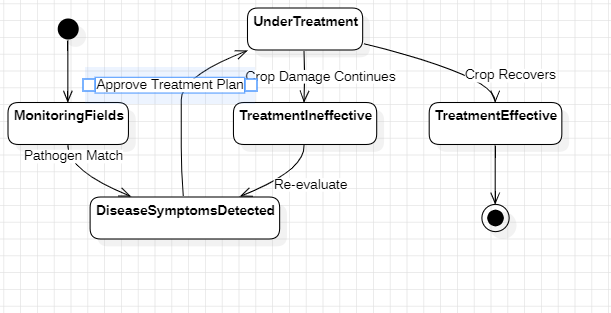 UnderTreatment
Crop Damage Continues
Crop Recovers
Approve Treatment Plan
MonitoringFields
TreatmentIneffective
TreatmentEffective
Pathogen Match
Re-evaluate
DiseaseSymptomsDetected